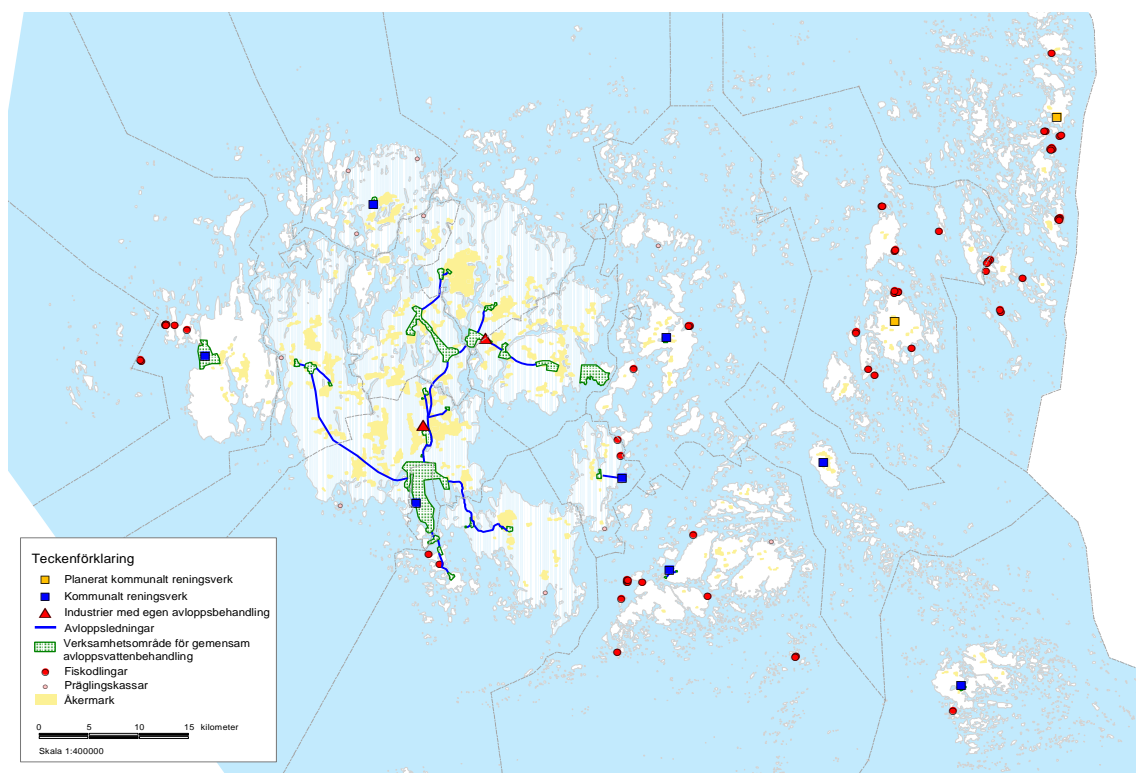 Teckenförklaring
Planerat kommunalt reningsverk
Kommunalt reningsverk
Industrier med egen avloppsbehandling
Avloppsledningar
Verksamhetsområde för gemensam
avloppsvattenbehandling
Fiskodlingar
Präglingskassar
Åkermark
0 5 10 15 kilometer
Skala 1:400000